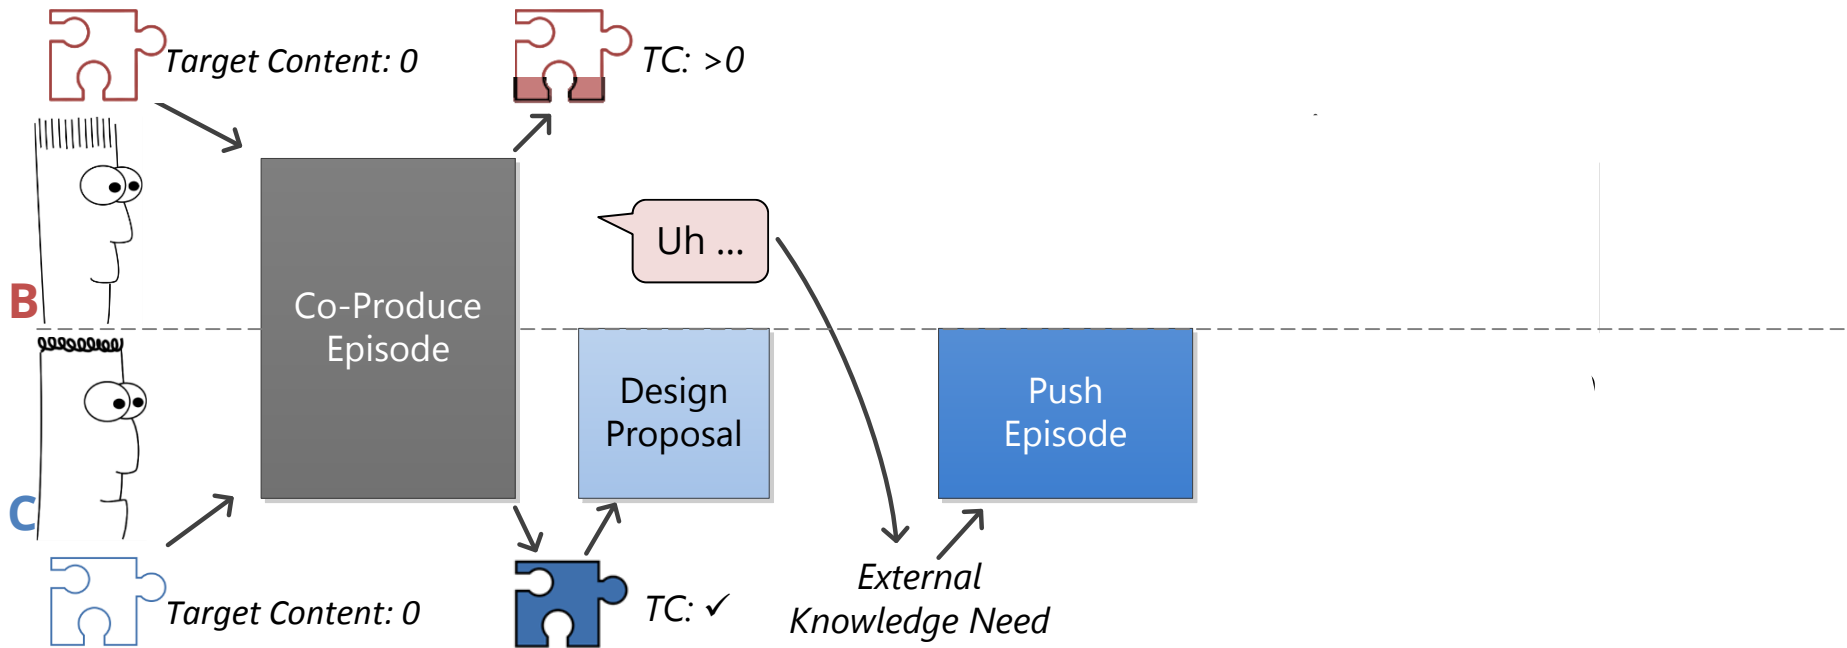 Target Content: 0
TC: >0
Uh ...
B
Co-Produce
Episode
Design
Proposal
Push
Episode
C
External
Knowledge Need
Target Content: 0
TC: ✓